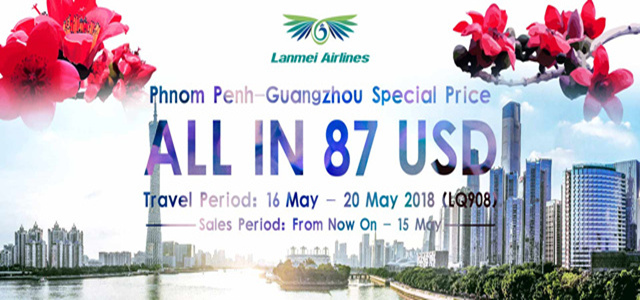 Lanmei Airlines
Phnom Penh-Guangzhou Special Price
ALL IN 87 USD
Travel Period: 16 May - 20 May 2018 (LQ908)
Sales Period: From Now On - 15 May